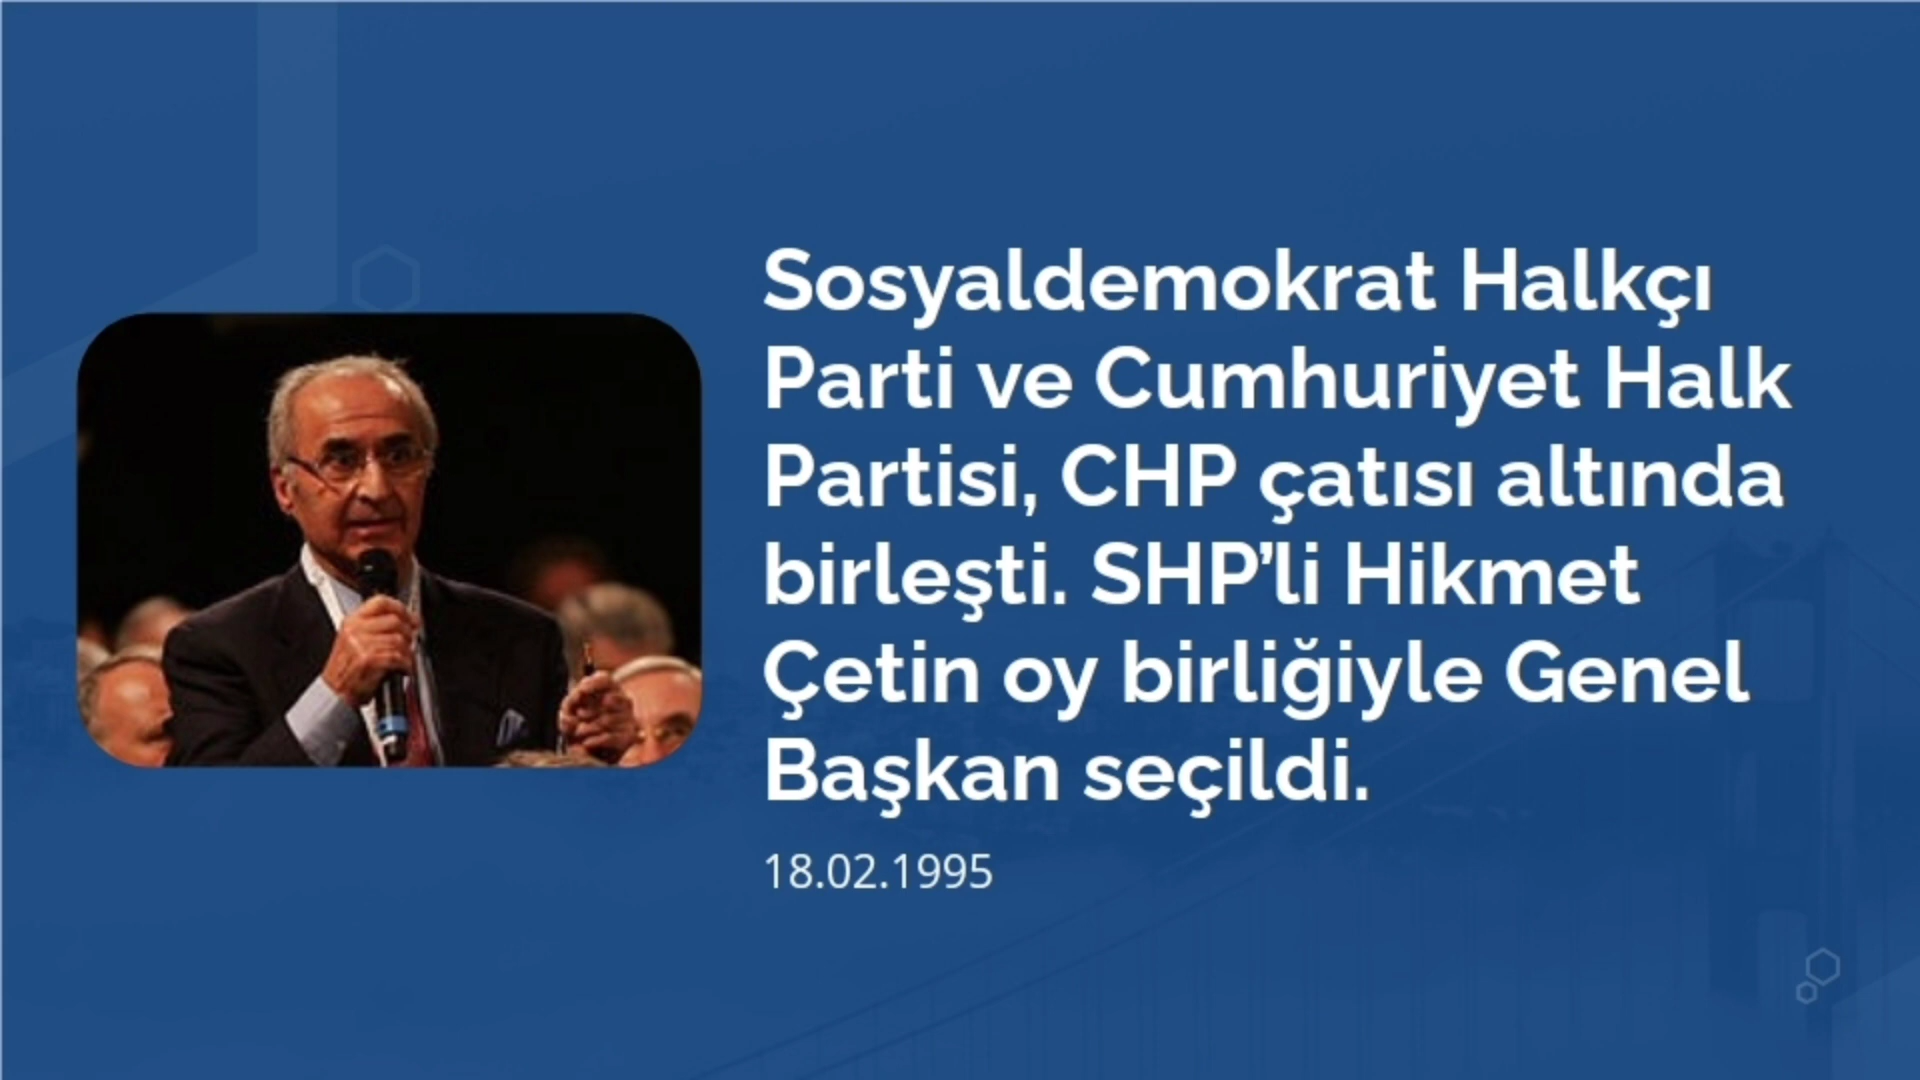 Sosyaldemokrat Halkçı
Parti ve Cumhuriyet Halk
Partisi, CHP çatısı altında
birleşti. SHP’li Hikmet
Çetin oy birliğiyle Genel
Başkan seçildi.
18.02.1995